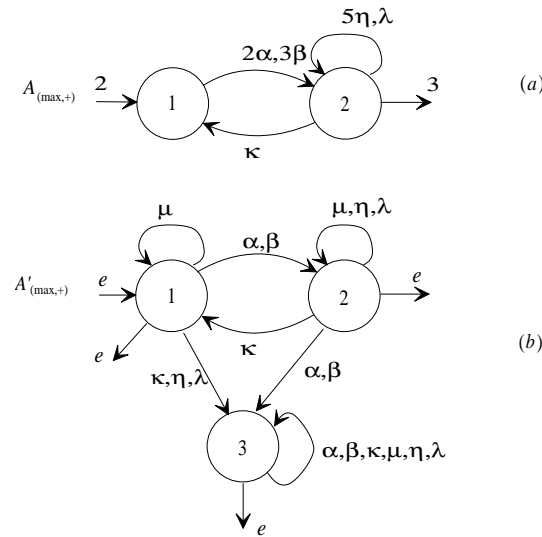 5η,λ
2α,3β
A(max,+) 2 1 2 3 (a)
κ
μ μ,η,λ
α,β
A′(max,+) e 1 2 e
κ
e
(b)
κ,η,λ α,β
3 α,β,κ,μ,η,λ
e